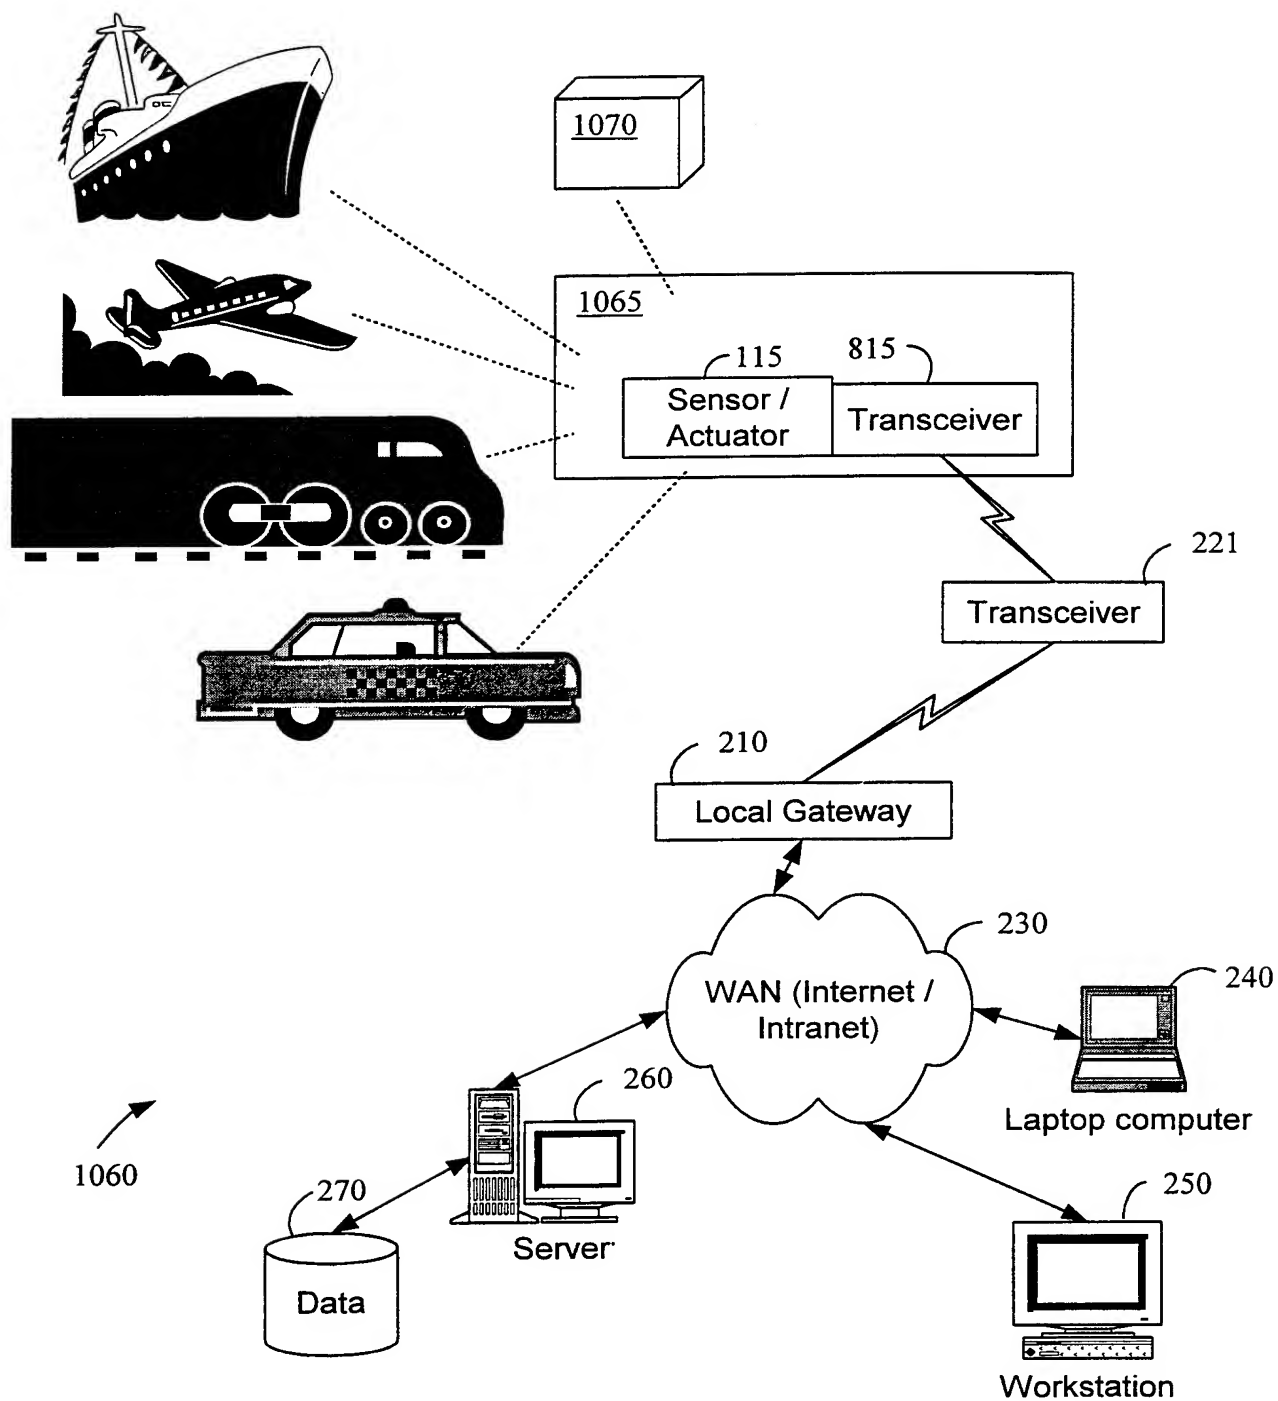 1070
1065
115
815
Sensor /
Actuator
Transceiver
221
Transceiver
210
Local Gateway
230
WAN (Internet /
Intranet)
240
Laptop computer
260
1060
270
Server
250
Data
Workstation